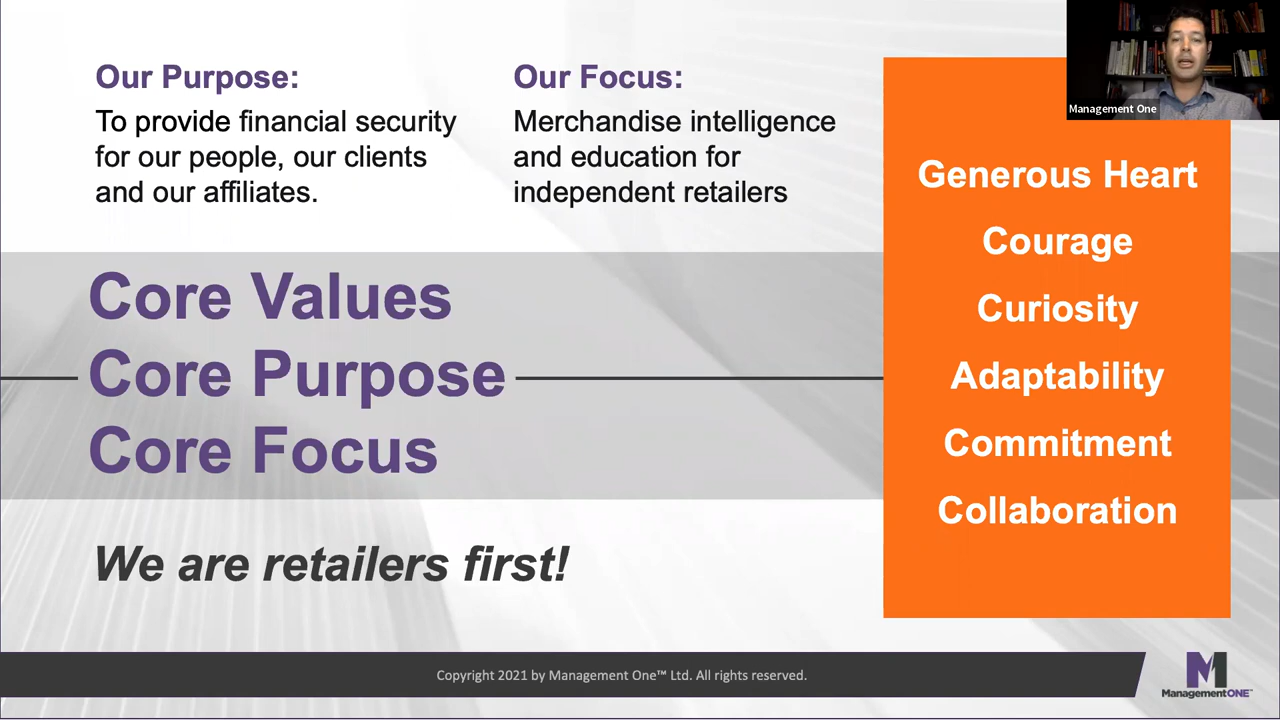 Our Purpose:
To provide financial security
for our people, our clients
and our affiliates.
Our Focus:
Merchandise intelligence
and education for
independent retailers
Management One
Generous Heart
Courage
Curiosity
Adaptability
Commitment
Collaboration
Core Values
Core Purpose
Core Focus
We are retailers first!
Copyright 2021 by Management One™ Ltd. All rights reserved.
M
ManagementONE™